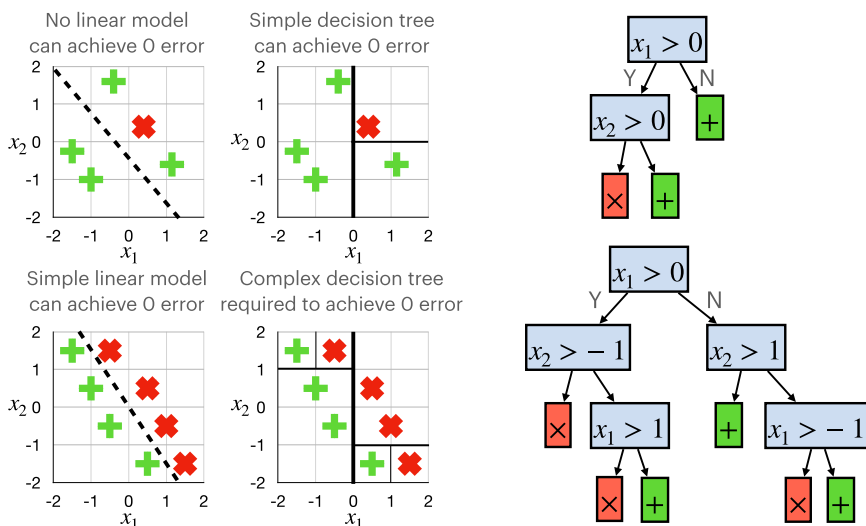 No linear model
can achieve 0 error
Simple decision tree
can achieve 0 error
2
1
0
-1
-2
x₂
-2 -1 0 1 2
x₁
2
1
0
-1
-2
-2 -1 0 1 2
x₁
x₁ > 0
Y N
x₂ > 0
+
× +
Simple linear model
can achieve 0 error
Complex decision tree
required to achieve 0 error
2
1
0
-1
2
x₂
-2 -1 0 1 2
x₁
2
1
0
-1
2
-2 -1 0 1 2
x₁
x₁ > 0
Y N
x₂ > − 1
x₂ > 1
×
x₁ > 1
+
x₁ > − 1
× +
× +